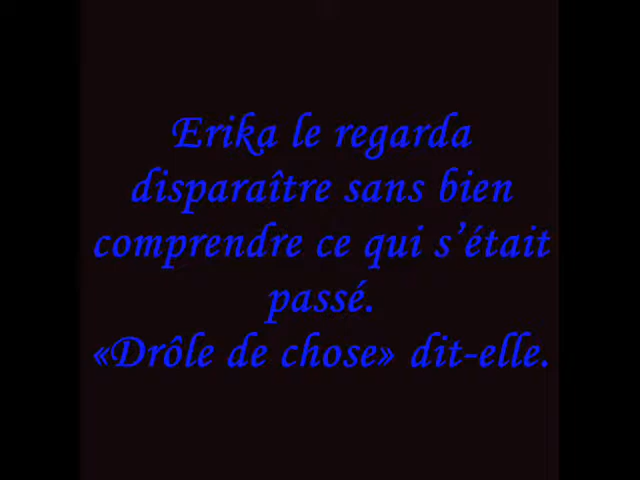 Erika le regarda
disparaître sans bien
comprendre ce qui s’était
passé.
«Drôle de chose» dit-elle.